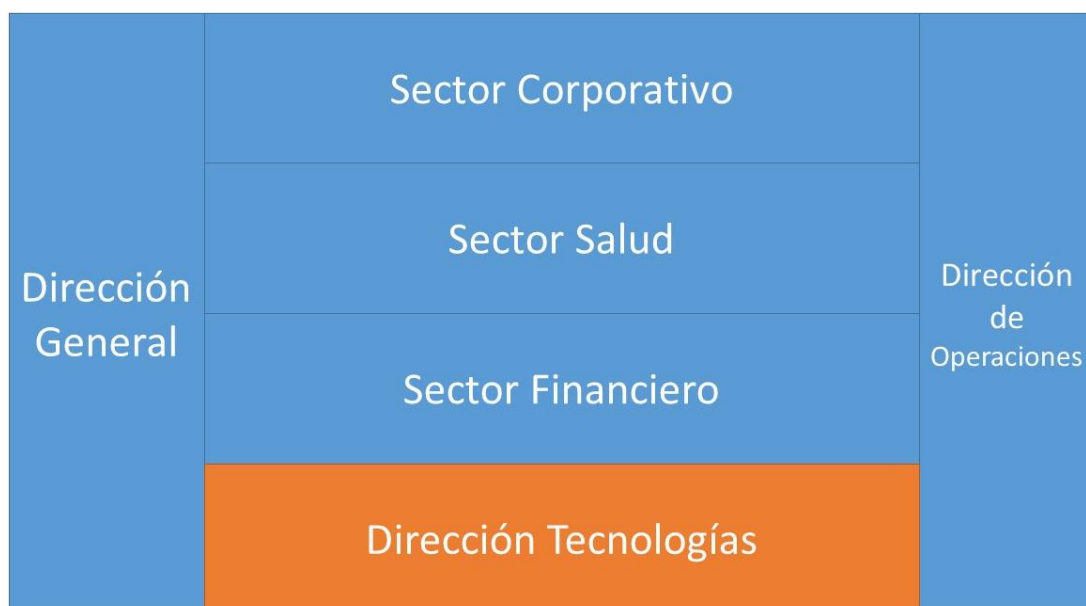 Dirección
General
Sector Corporativo
Sector Salud
Sector Financiero
Dirección Tecnologías
Dirección
de
Operaciones